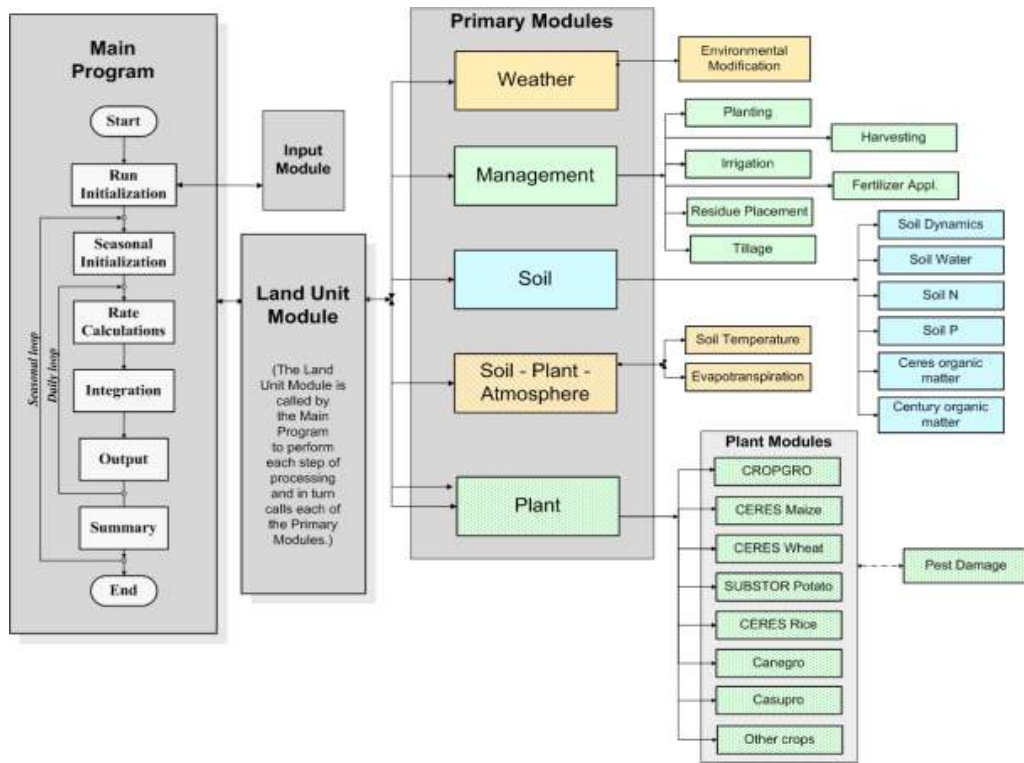 Main
Program
Start
Run
Initialization
Seasonal
Initialization
Rate
Calculations
Integration
Output
Summary
End
Seasonal loop
Daily loop
Input
Module
Land Unit
Module
(The Land
Unit Module is
called by
the Main
Program
to perform
each step of
processing
and in turn
calls each of
the Primary
Modules.)
Primary Modules
Weather
Management
Soil
Soil - Plant -
Atmosphere
Plant
Environmental
Modification
Planting
Harvesting
Irrigation
Fertilizer Appl.
Residue Placement
Tillage
Soil Dynamics
Soil Water
Soil N
Soil P
Ceres organic
matter
Century organic
matter
Soil Temperature
Evapotranspiration
Plant Modules
CROPGRO
CERES Maize
CERES Wheat
SUBSTOR Potato
CERES Rice
Canegro
Casupro
Other crops
Pest Damage